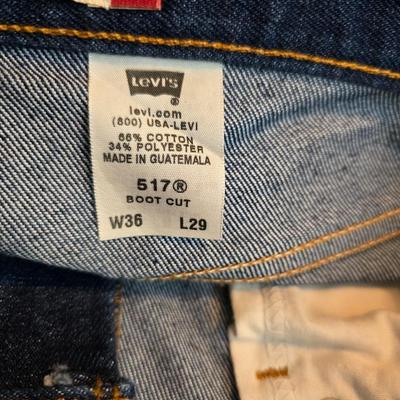 Levi's
®
levi.com
(800) USA-LEVI
66% COTTON
34% POLYESTER
MADE IN GUATEMALA
517®
BOOT CUT
W36 L29